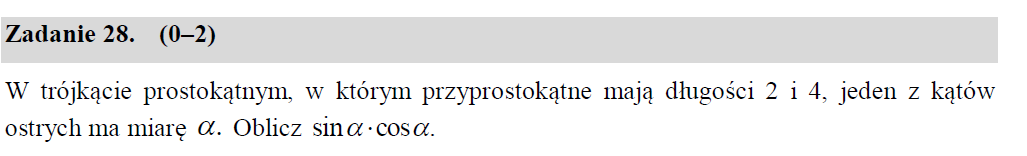 Zadanie 28. (0–2)
W trójkącie prostokątnym, w którym przyprostokątne mają długości 2 i 4, jeden z kątów
ostrych ma miarę α. Oblicz sinα·cosα.